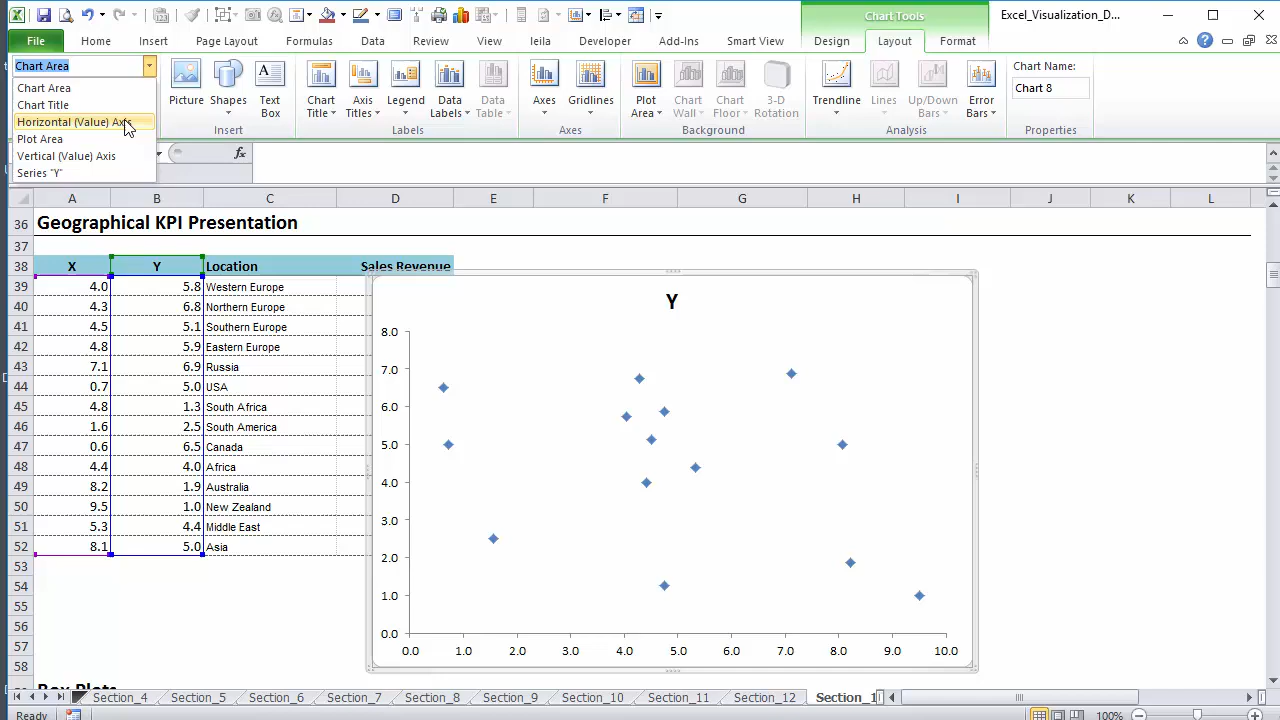 Chart Tools
Excel_Visualization_D...
File
Home
Insert
Page Layout
Formulas
Data
Review
View
leila
Developer
Add-Ins
Smart View
Design
Layout
Format
Chart Area
Chart Area
Chart Title
Horizontal (Value) Axis
Plot Area
Vertical (Value) Axis
Series "Y"
Picture
Shapes
Text
Box
Insert
Chart
Title
Axis
Titles
Legend
Data
Labels
Data
Table
Labels
Axes
Gridlines
Axes
Plot
Area
Chart
Wall
Chart
Floor
3-D
Rotation
Background
Trendline
Lines
Up/Down
Bars
Error
Bars
Analysis
Chart Name:
Chart 8
Properties
fx
A B C D E F G H I J K L
36 Geographical KPI Presentation
37
38 X Y Location Sales Revenue
39 4.0 5.8 Western Europe
40 4.3 6.8 Northern Europe
41 4.5 5.1 Southern Europe
42 4.8 5.9 Eastern Europe
43 7.1 6.9 Russia
44 0.7 5.0 USA
45 4.8 1.3 South Africa
46 1.6 2.5 South America
47 0.6 6.5 Canada
48 4.4 4.0 Africa
49 8.2 1.9 Australia
50 9.5 1.0 New Zealand
51 5.3 4.4 Middle East
52 8.1 5.0 Asia
53
54
55
56
57
58
Y
8.0
7.0
6.0
5.0
4.0
3.0
2.0
1.0
0.0
0.0 1.0 2.0 3.0 4.0 5.0 6.0 7.0 8.0 9.0 10.0
Box Plots
Section_4 Section_5 Section_6 Section_7 Section_8 Section_9 Section_10 Section_11 Section_12 Section_1
Ready
100%